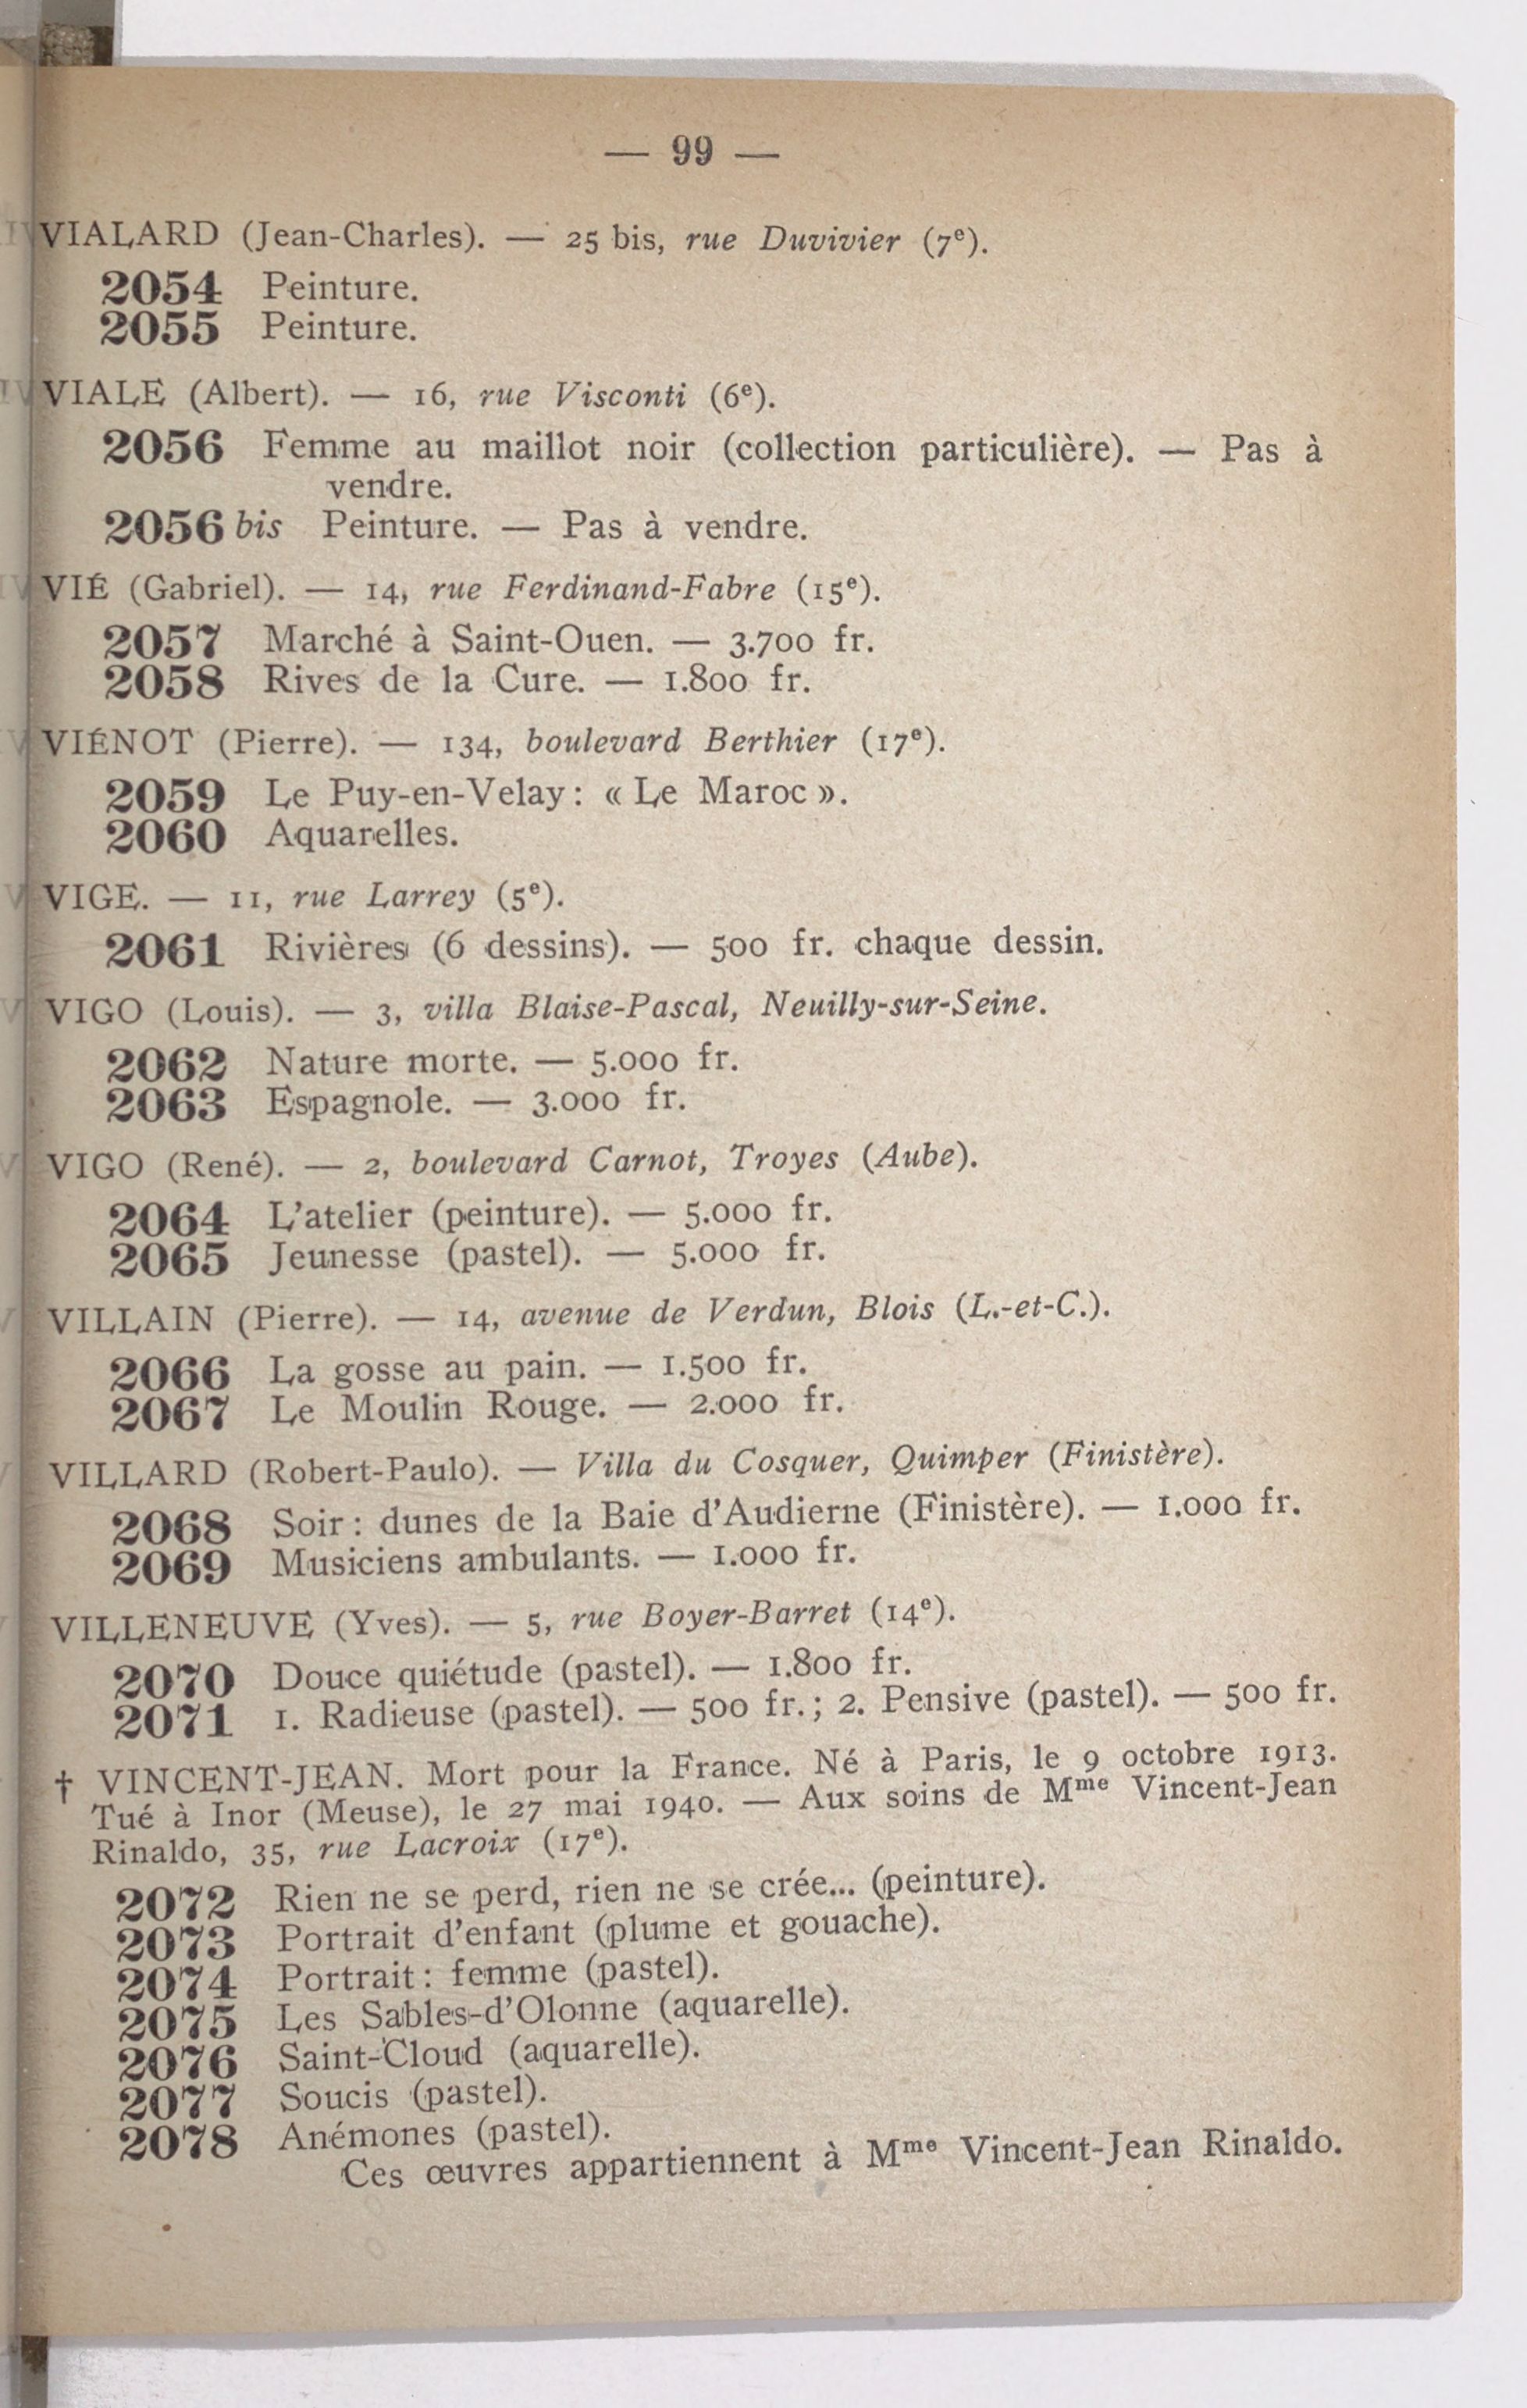 — 99 —
VIALARD (Jean-Charles). — 25 bis, rue Duvivier (7e).
2054 Peinture.
2055 Peinture.
VIALE (Albert). — 16, rue Visconti (6e).
2056 Femme au maillot noir (collection particulière). — Pas à
vendre.
2056 bis Peinture. — Pas à vendre.
VIÉ (Gabriel). — 14, rue Ferdinand-Fabre (15e).
2057 Marché à Saint-Ouen. — 3.700 fr.
2058 Rives de la Cure. — 1.800 fr.
VIÉNOT (Pierre). — 134, boulevard Berthier (17e).
2059 Le Puy-en-Velay : « Le Maroc ».
2060 Aquarelles.
VIGE. — 11, rue Larrey (5e).
2061 Rivières (6 dessins). — 500 fr. chaque dessin.
VIGO (Louis). — 3, villa Blaise-Pascal, Neuilly-sur-Seine.
2062 Nature morte. — 5.000 fr.
2063 Espagnole. — 3.000 fr.
VIGO (René). — 2, boulevard Carnot, Troyes (Aube).
2064 L'atelier (peinture). — 5.000 fr.
2065 Jeunesse (pastel). — 5.000 fr.
VILLAIN (Pierre). — 14, avenue de Verdun, Blois (L.-et-C.).
2066 La gosse au pain. — 1.500 fr.
2067 Le Moulin Rouge. — 2.000 fr.
VILLARD (Robert-Paulo). — Villa du Cosquer, Quimper (Finistère).
2068 Soir : dunes de la Baie d'Audierne (Finistère). — 1.000 fr.
2069 Musiciens ambulants. — 1.000 fr.
VILLENEUVE (Yves). — 5, rue Boyer-Barret (14e).
2070 Douce quiétude (pastel). — 1.800 fr.
2071 1. Radieuse (pastel). — 500 fr. ; 2. Pensive (pastel). — 500 fr.
† VINCENT-JEAN. Mort pour la France. Né à Paris, le 9 octobre 1913.
Tué à Inor (Meuse), le 27 mai 1940. — Aux soins de Mme Vincent-Jean
Rinaldo, 35, rue Lacroix (17e).
2072 Rien ne se perd, rien ne se crée... (peinture).
2073 Portrait d'enfant (plume et gouache).
2074 Portrait : femme (pastel).
2075 Les Sables-d'Olonne (aquarelle).
2076 Saint-Cloud (aquarelle).
2077 Soucis (pastel).
2078 Anémones (pastel).
Ces œuvres appartiennent à Mme Vincent-Jean Rinaldo.